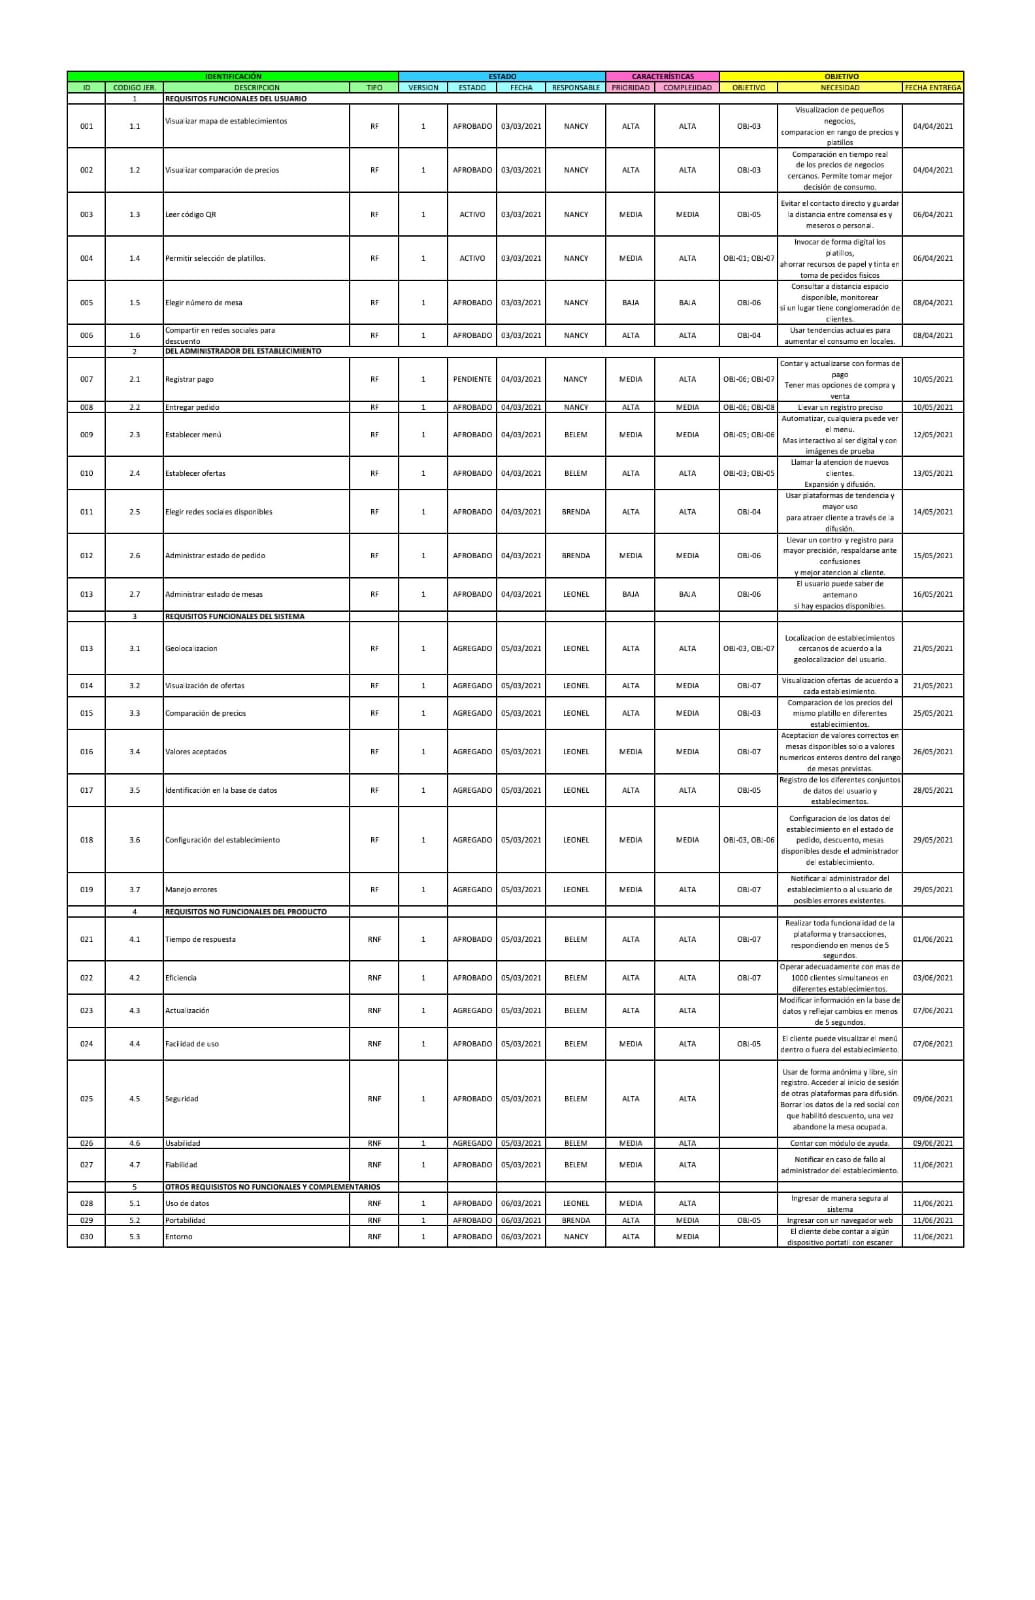 IDENTIFICACIÓN ESTADO CARACTERÍSTICAS OBJETIVO
ID CODIGO JER. DESCRIPCION TIPO VERSION ESTADO FECHA RESPONSABLE PRIORIDAD COMPLEJIDAD OBJETIVO NECESIDAD FECHA ENTREGA
1 REQUISITOS FUNCIONALES DEL USUARIO
001 1.1 Visualizar mapa de establecimientos RF 1 APROBADO 03/03/2021 NANCY ALTA ALTA OBJ-03 Visualizacion de pequeños
negocios,
comparacion en rango de precios y
platillos 04/04/2021
002 1.2 Visualizar comparación de precios RF 1 APROBADO 03/03/2021 NANCY ALTA ALTA OBJ-03 Comparación en tiempo real
de los precios de negocios
cercanos. Permite tomar mejor
decisión de consumo. 04/04/2021
003 1.3 Leer código QR RF 1 ACTIVO 03/03/2021 NANCY MEDIA MEDIA OBJ-05 Evitar el contacto directo y guardar
la distancia entre comensales y
meseros o personal. 06/04/2021
004 1.4 Permitir selección de platillos. RF 1 ACTIVO 03/03/2021 NANCY MEDIA ALTA OBJ-01; OBJ-07 Invocar de forma digital los
platillos,
ahorrar recursos de papel y tinta en
toma de pedidos fisicos 06/04/2021
005 1.5 Elegir número de mesa RF 1 APROBADO 03/03/2021 NANCY BAJA BAJA OBJ-06 Consultar a distancia espacio
disponible, monitorear
si un lugar tiene conglomeración de
clientes. 08/04/2021
006 1.6 Compartir en redes sociales para
descuento RF 1 APROBADO 03/03/2021 NANCY ALTA ALTA OBJ-04 Usar tendencias actuales para
aumentar el consumo en locales. 08/04/2021
2 DEL ADMINISTRADOR DEL ESTABLECIMIENTO
007 2.1 Registrar pago RF 1 PENDIENTE 04/03/2021 NANCY MEDIA ALTA OBJ-06; OBJ-07 Contar y actualizarse con formas de
pago
Tener mas opciones de compra y
venta 10/05/2021
008 2.2 Entregar pedido RF 1 APROBADO 04/03/2021 NANCY ALTA MEDIA OBJ-06; OBJ-08 Llevar un registro preciso 10/05/2021
009 2.3 Establecer menú RF 1 APROBADO 04/03/2021 BELEM MEDIA MEDIA OBJ-05; OBJ-06 Automatizar, cualquiera puede ver
el menu.
Mas interactivo al ser digital y con
imágenes de prueba 12/05/2021
010 2.4 Establecer ofertas RF 1 APROBADO 04/03/2021 BELEM ALTA ALTA OBJ-03; OBJ-05 Llamar la atencion de nuevos
clientes.
Expansión y difusión. 13/05/2021
011 2.5 Elegir redes sociales disponibles RF 1 APROBADO 04/03/2021 BRENDA ALTA ALTA OBJ-04 Usar plataformas de tendencia y
mayor uso
para atraer cliente a través de la
difusión. 14/05/2021
012 2.6 Administrar estado de pedido RF 1 APROBADO 04/03/2021 BRENDA MEDIA MEDIA OBJ-06 Llevar un control y registro para
mayor precisión, respaldarse ante
confusiones
y mejor atencion al cliente. 15/05/2021
013 2.7 Administrar estado de mesas RF 1 APROBADO 04/03/2021 LEONEL BAJA BAJA OBJ-06 El usuario puede saber de
antemano
si hay espacios disponibles. 16/05/2021
3 REQUISITOS FUNCIONALES DEL SISTEMA
013 3.1 Geolocalizacion RF 1 AGREGADO 05/03/2021 LEONEL ALTA ALTA OBJ-03, OBJ-07 Localizacion de establecimientos
cercanos de acuerdo a la
geolocalizacion del usuario. 21/05/2021
014 3.2 Visualización de ofertas RF 1 AGREGADO 05/03/2021 LEONEL ALTA MEDIA OBJ-07 Visualizacion ofertas de acuerdo a
cada establesimiento. 21/05/2021
015 3.3 Comparación de precios RF 1 AGREGADO 05/03/2021 LEONEL ALTA MEDIA OBJ-03 Comparacion de los precios del
mismo platillo en diferentes
establecimientos. 25/05/2021
016 3.4 Valores aceptados RF 1 AGREGADO 05/03/2021 LEONEL MEDIA MEDIA OBJ-07 Aceptacion de valores correctos en
mesas disponibles solo a valores
numericos enteros dentro del rango
de mesas previstas. 26/05/2021
017 3.5 Identificación en la base de datos RF 1 AGREGADO 05/03/2021 LEONEL ALTA ALTA OBJ-05 Registro de los diferentes conjuntos
de datos del usuario y
establecimentos. 28/05/2021
018 3.6 Configuración del establecimiento RF 1 AGREGADO 05/03/2021 LEONEL MEDIA MEDIA OBJ-03, OBJ-06 Configuracion de los datos del
establecimiento en el estado de
pedido, descuento, mesas
disponibles desde el administrador
del establecimiento. 29/05/2021
019 3.7 Manejo errores RF 1 AGREGADO 05/03/2021 LEONEL MEDIA ALTA OBJ-07 Notificar al administrador del
establecimiento o al usuario de
posibles errores existentes. 29/05/2021
4 REQUISITOS NO FUNCIONALES DEL PRODUCTO
021 4.1 Tiempo de respuesta RNF 1 APROBADO 05/03/2021 BELEM ALTA ALTA OBJ-07 Realizar toda funcionalidad de la
plataforma y transacciones,
respondiendo en menos de 5
segundos. 01/06/2021
022 4.2 Eficiencia RNF 1 APROBADO 05/03/2021 BELEM ALTA ALTA OBJ-07 Operar adecuadamente con mas de
1000 clientes simultaneos en
diferentes establecimientos. 03/06/2021
023 4.3 Actualización RNF 1 AGREGADO 05/03/2021 BELEM ALTA ALTA Modificar información en la base de
datos y reflejar cambios en menos
de 5 segundos. 07/06/2021
024 4.4 Facilidad de uso RNF 1 APROBADO 05/03/2021 BELEM MEDIA ALTA OBJ-05 El cliente puede visualizar el menú
dentro o fuera del establecimiento 07/06/2021
025 4.5 Seguridad RNF 1 APROBADO 05/03/2021 BELEM ALTA ALTA Usar de forma anónima y libre, sin
registro. Acceder al inicio de sesión
de otras plataformas para difusión.
Borrar los datos de la red social con
que habilitó descuento, una vez
abandone la mesa ocupada. 09/06/2021
026 4.6 Usabilidad RNF 1 AGREGADO 05/03/2021 BELEM MEDIA ALTA Contar con módulo de ayuda. 09/06/2021
027 4.7 Fiabilidad RNF 1 APROBADO 05/03/2021 BELEM MEDIA ALTA Notificar en caso de fallo al
administrador del establecimiento. 11/06/2021
5 OTROS REQUISISTOS NO FUNCIONALES Y COMPLEMENTARIOS
028 5.1 Uso de datos RNF 1 APROBADO 06/03/2021 LEONEL MEDIA ALTA Ingresar de manera segura al
sistema 11/06/2021
029 5.2 Portabilidad RNF 1 APROBADO 06/03/2021 BRENDA ALTA MEDIA OBJ-05 Ingresar con un navegador web 11/06/2021
030 5.3 Entorno RNF 1 APROBADO 06/03/2021 NANCY ALTA MEDIA El cliente debe contar a algún
dispositivo portatil con escaner 11/06/2021